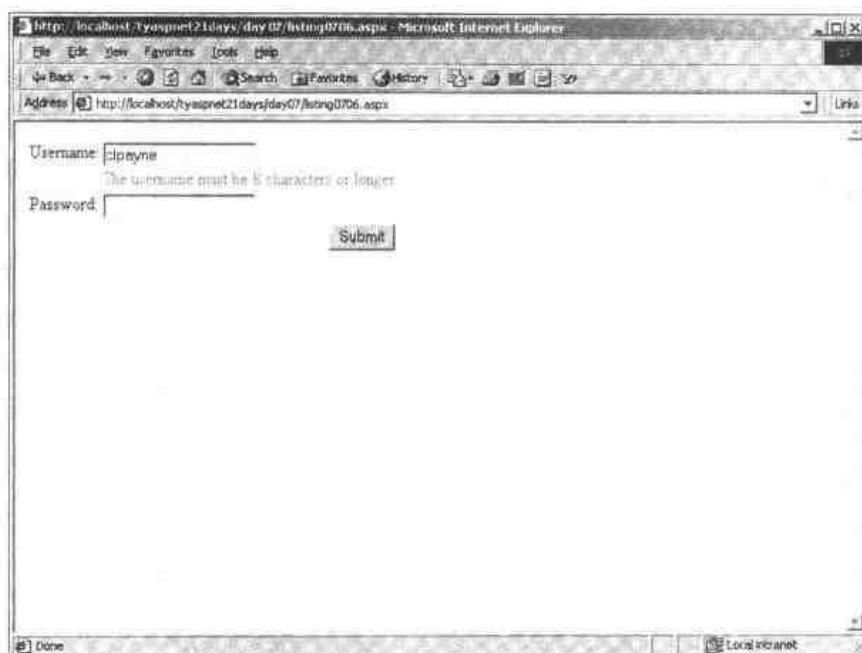 http://localhost/tyaspnet21days/day07/listing0706.aspx - Microsoft Internet Explorer
File Edit View Favorites Tools Help
Back Search Favorites History
Address http://localhost/tyaspnet21days/day07/listing0706.aspx Links
Username: clpayne
The username must be 8 characters or longer
Password:
Submit
Done Local intranet